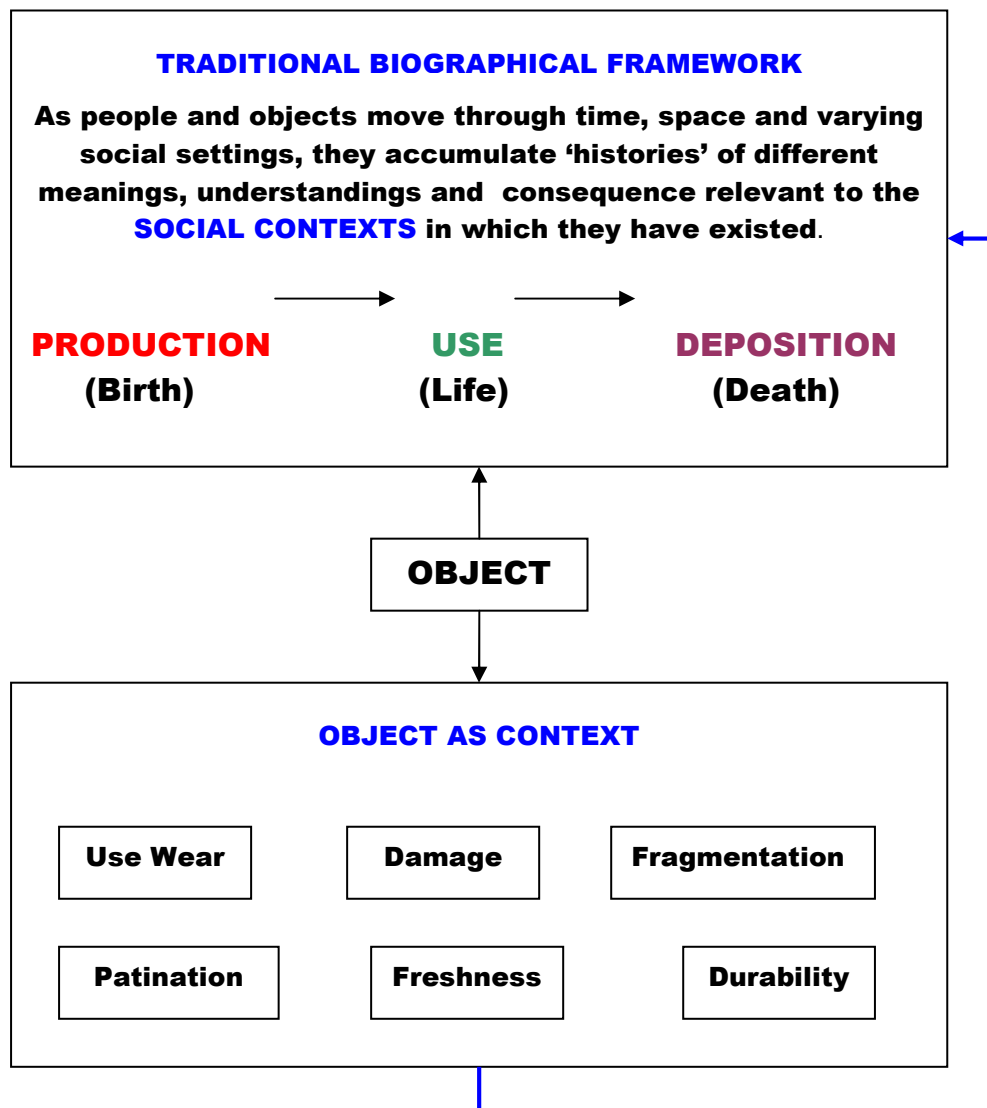 TRADITIONAL BIOGRAPHICAL FRAMEWORK
As people and objects move through time, space and varying
social settings, they accumulate ‘histories’ of different
meanings, understandings and consequence relevant to the
SOCIAL CONTEXTS in which they have existed.
PRODUCTION USE DEPOSITION
(Birth) (Life) (Death)
OBJECT
OBJECT AS CONTEXT
Use Wear Damage Fragmentation
Patination Freshness Durability